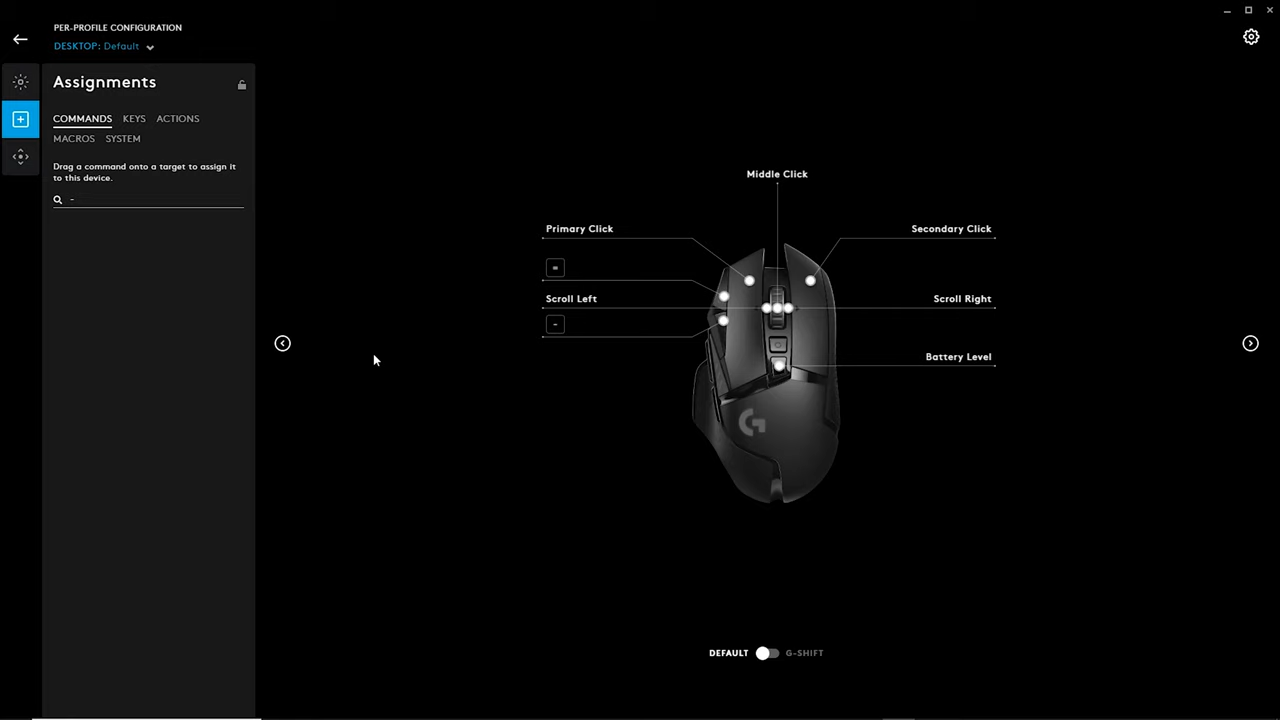 PER-PROFILE CONFIGURATION
DESKTOP: Default
Assignments
COMMANDS KEYS ACTIONS
MACROS SYSTEM
Drag a command onto a target to assign it
to this device.
-
Middle Click
Primary Click
Secondary Click
=
Scroll Left
Scroll Right
-
Battery Level
G
DEFAULT
G-SHIFT